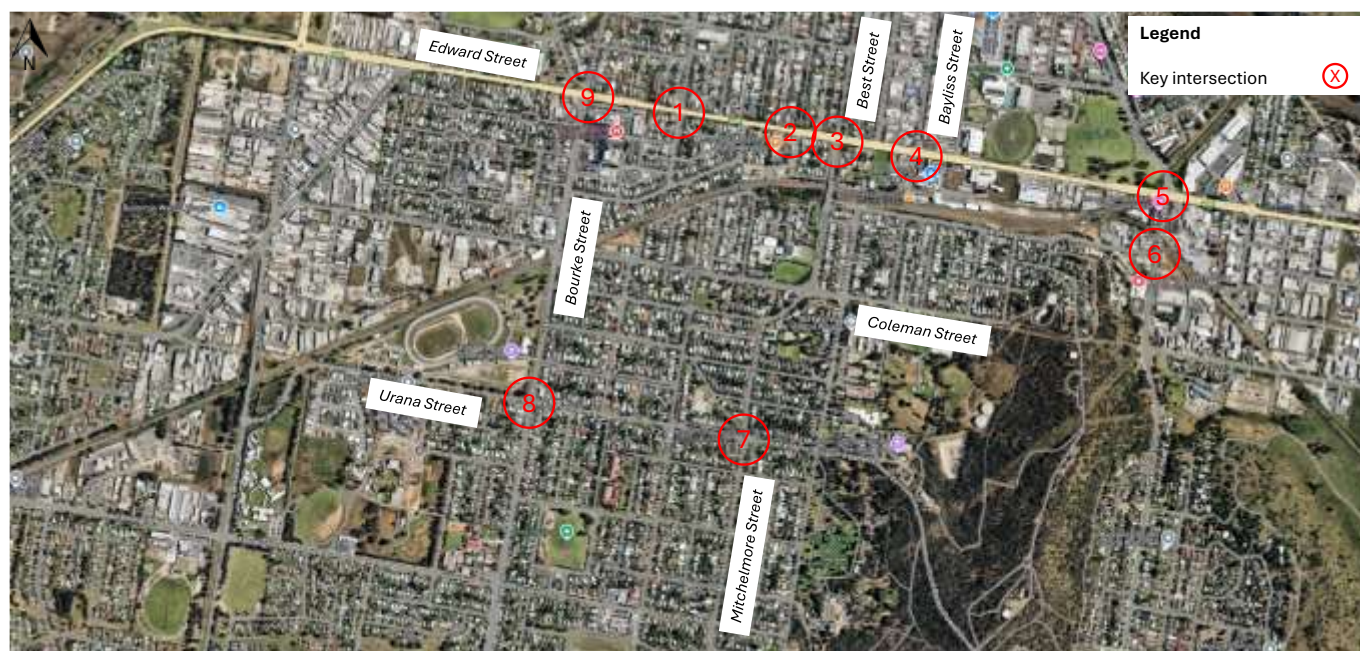 Legend
Key intersection
X
N
Edward Street
Best Street
Bayliss Street
9
1
2
3
4
5
6
Bourke Street
Coleman Street
Urana Street
8
7
Mitchelmore Street